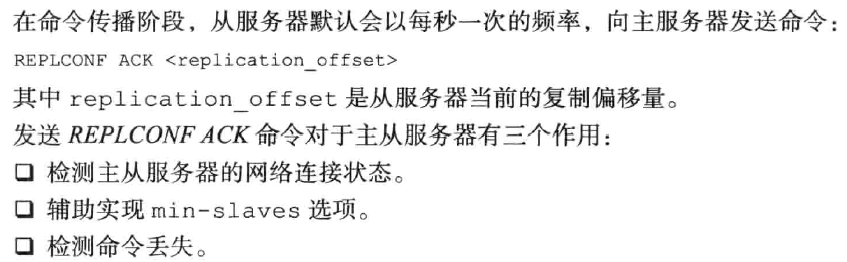 在命令传播阶段，从服务器默认会以每秒一次的频率，向主服务器发送命令：
REPLCONF ACK <replication_offset>
其中 replication_offset 是从服务器当前的复制偏移量。
发送 REPLCONF ACK 命令对于主从服务器有三个作用：
❑ 检测主从服务器的网络连接状态。
❑ 辅助实现 min-slaves 选项。
❑ 检测命令丢失。